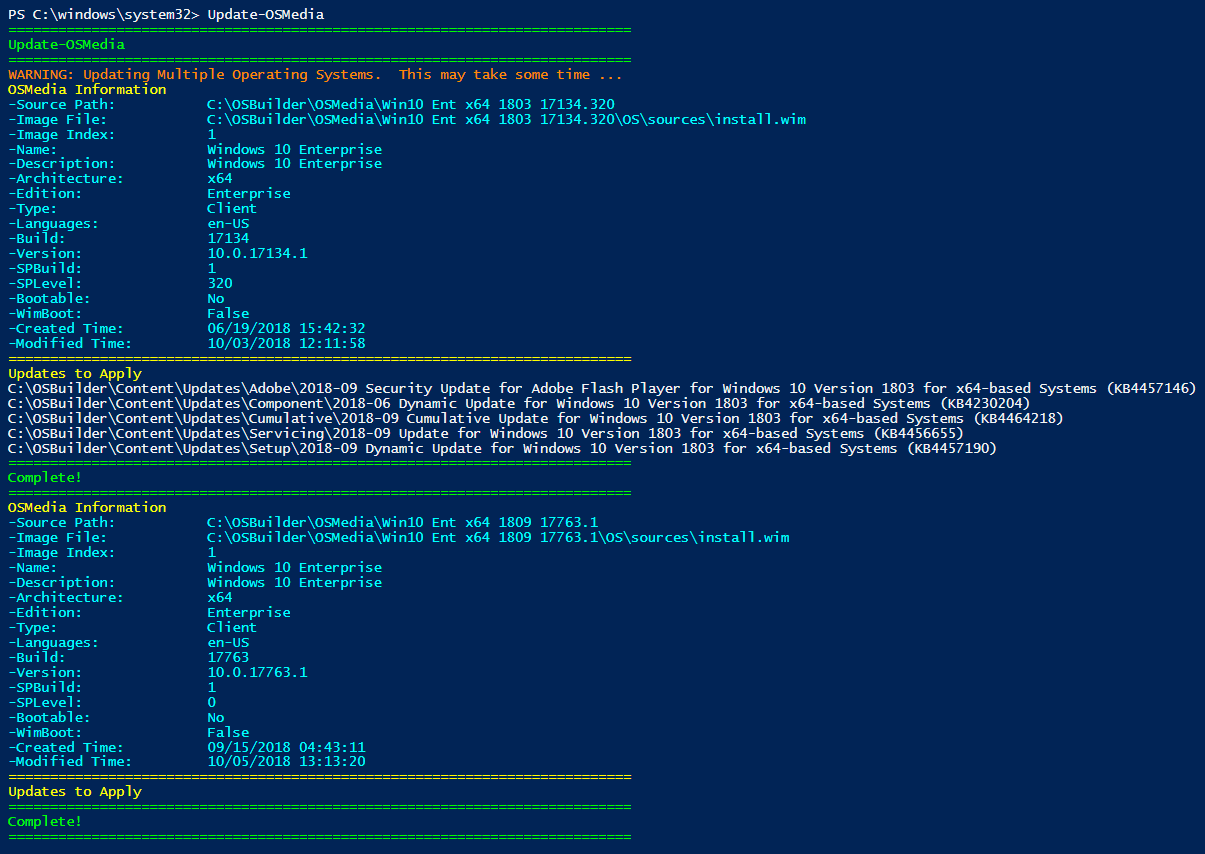 PS C:\windows\system32> Update-OSMedia
===========================================================================
Update-OSMedia
===========================================================================
WARNING: Updating Multiple Operating Systems.  This may take some time ...
OSMedia Information
-Source Path:           C:\OSBuilder\OSMedia\Win10 Ent x64 1803 17134.320
-Image File:            C:\OSBuilder\OSMedia\Win10 Ent x64 1803 17134.320\OS\sources\install.wim
-Image Index:           1
-Name:                  Windows 10 Enterprise
-Description:           Windows 10 Enterprise
-Architecture:          x64
-Edition:               Enterprise
-Type:                  Client
-Languages:             en-US
-Build:                 17134
-Version:               10.0.17134.1
-SPBuild:               1
-SPLevel:               320
-Bootable:              No
-WimBoot:               False
-Created Time:          06/19/2018 15:42:32
-Modified Time:         10/03/2018 12:11:58
===========================================================================
Updates to Apply
C:\OSBuilder\Content\Updates\Adobe\2018-09 Security Update for Adobe Flash Player for Windows 10 Version 1803 for x64-based Systems (KB4457146)
C:\OSBuilder\Content\Updates\Component\2018-06 Dynamic Update for Windows 10 Version 1803 for x64-based Systems (KB4230204)
C:\OSBuilder\Content\Updates\Cumulative\2018-09 Cumulative Update for Windows 10 Version 1803 for x64-based Systems (KB4464218)
C:\OSBuilder\Content\Updates\Servicing\2018-09 Update for Windows 10 Version 1803 for x64-based Systems (KB4456655)
C:\OSBuilder\Content\Updates\Setup\2018-09 Dynamic Update for Windows 10 Version 1803 for x64-based Systems (KB4457190)
===========================================================================
Complete!
===========================================================================
OSMedia Information
-Source Path:           C:\OSBuilder\OSMedia\Win10 Ent x64 1809 17763.1
-Image File:            C:\OSBuilder\OSMedia\Win10 Ent x64 1809 17763.1\OS\sources\install.wim
-Image Index:           1
-Name:                  Windows 10 Enterprise
-Description:           Windows 10 Enterprise
-Architecture:          x64
-Edition:               Enterprise
-Type:                  Client
-Languages:             en-US
-Build:                 17763
-Version:               10.0.17763.1
-SPBuild:               1
-SPLevel:               0
-Bootable:              No
-WimBoot:               False
-Created Time:          09/15/2018 04:43:11
-Modified Time:         10/05/2018 13:13:20
===========================================================================
Updates to Apply
===========================================================================
Complete!
===========================================================================